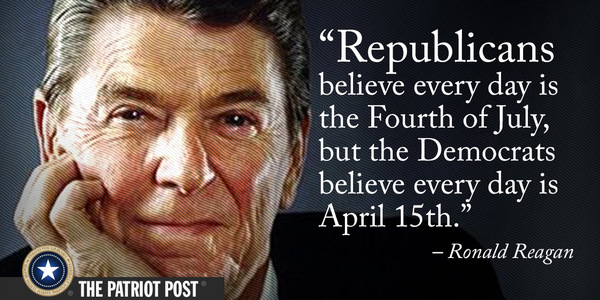 “Republicans
believe every day is
the Fourth of July,
but the Democrats
believe every day is
April 15th.”
– Ronald Reagan
THE PATRIOT POST